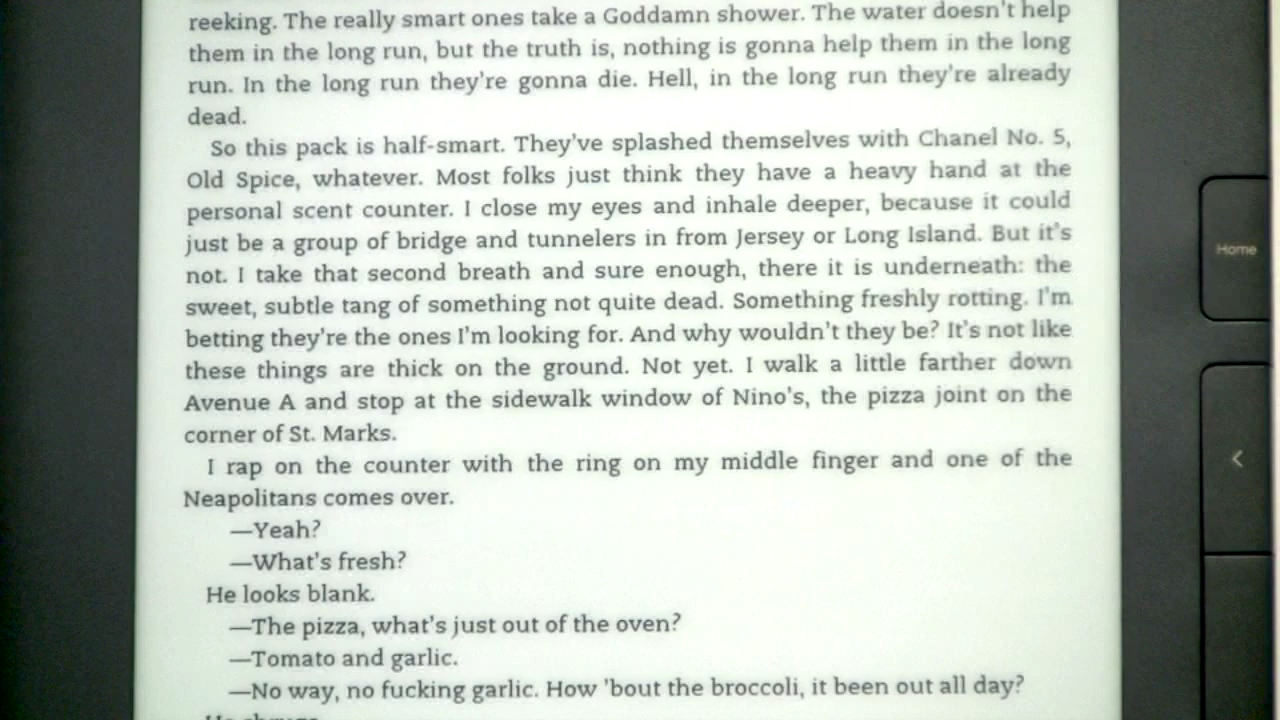 reeking. The really smart ones take a Goddamn shower. The water doesn't help
them in the long run, but the truth is, nothing is gonna help them in the long
run. In the long run they're gonna die. Hell, in the long run they're already
dead.
So this pack is half-smart. They've splashed themselves with Chanel No. 5,
Old Spice, whatever. Most folks just think they have a heavy hand at the
personal scent counter. I close my eyes and inhale deeper, because it could
just be a group of bridge and tunnelers in from Jersey or Long Island. But it's
not. I take that second breath and sure enough, there it is underneath: the
sweet, subtle tang of something not quite dead. Something freshly rotting. I'm
betting they're the ones I'm looking for. And why wouldn't they be? It's not like
these things are thick on the ground. Not yet. I walk a little farther down
Avenue A and stop at the sidewalk window of Nino's, the pizza joint on the
corner of St. Marks.
I rap on the counter with the ring on my middle finger and one of the
Neapolitans comes over.
—Yeah?
—What's fresh?
He looks blank.
—The pizza, what's just out of the oven?
—Tomato and garlic.
—No way, no fucking garlic. How 'bout the broccoli, it been out all day?
Home
<